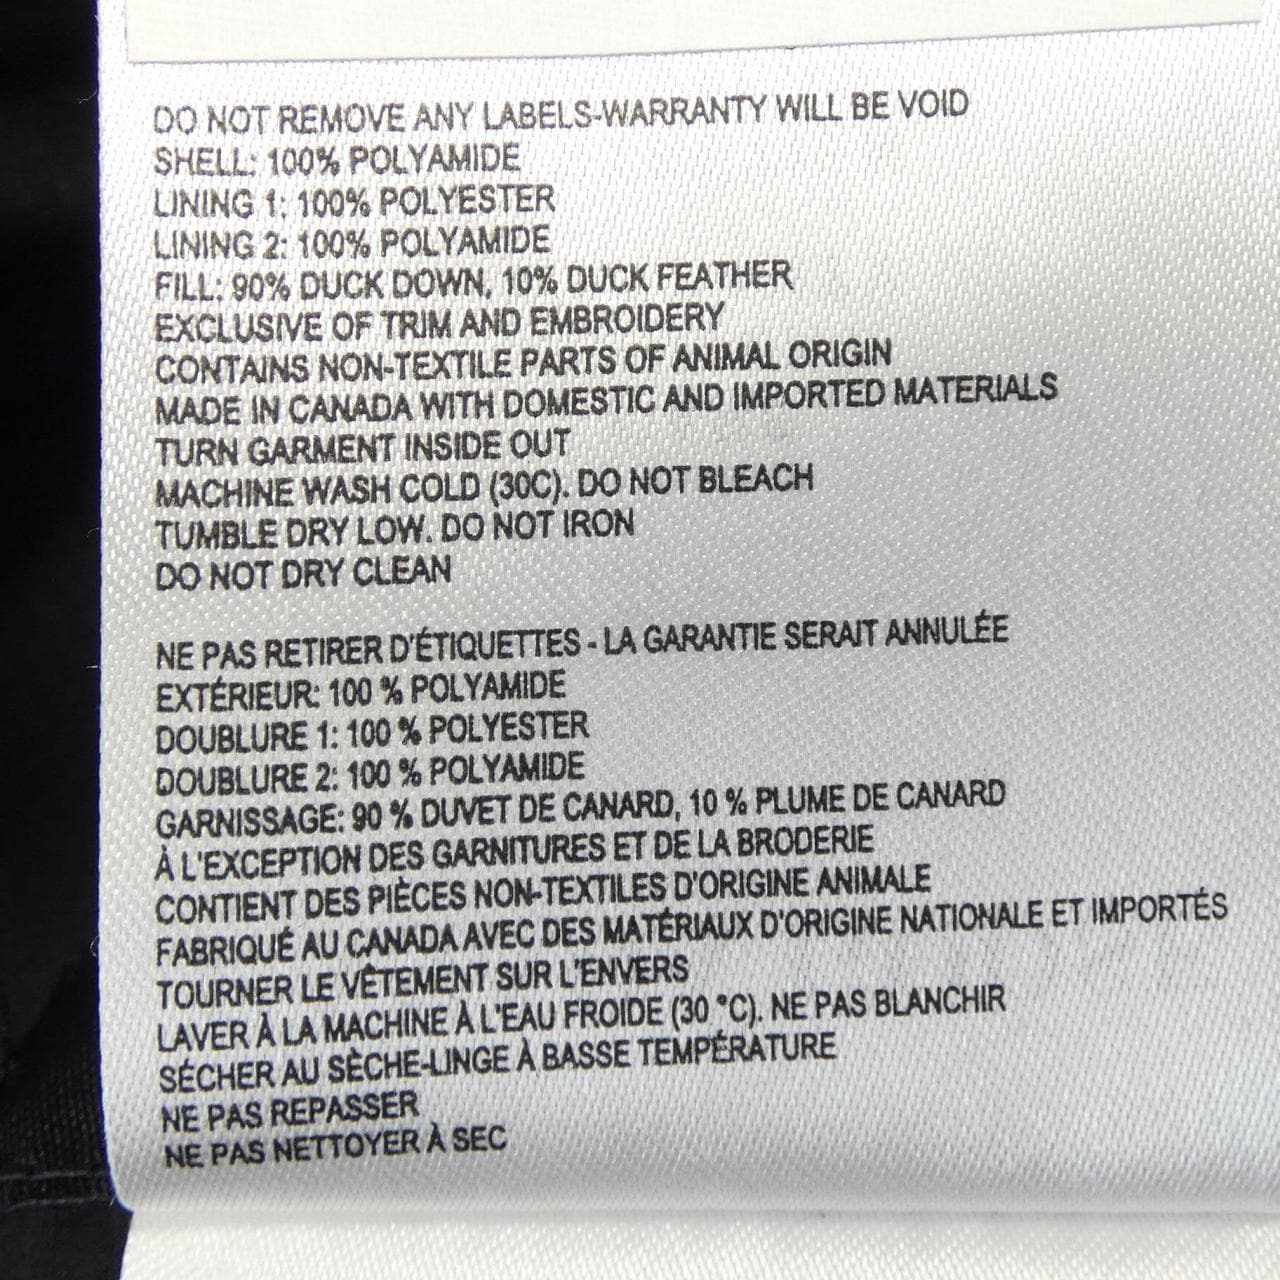 DO NOT REMOVE ANY LABELS-WARRANTY WILL BE VOID
SHELL: 100% POLYAMIDE
LINING 1: 100% POLYESTER
LINING 2: 100% POLYAMIDE
FILL: 90% DUCK DOWN, 10% DUCK FEATHER
EXCLUSIVE OF TRIM AND EMBROIDERY
CONTAINS NON-TEXTILE PARTS OF ANIMAL ORIGIN
MADE IN CANADA WITH DOMESTIC AND IMPORTED MATERIALS
TURN GARMENT INSIDE OUT
MACHINE WASH COLD (30C). DO NOT BLEACH
TUMBLE DRY LOW. DO NOT IRON
DO NOT DRY CLEAN
NE PAS RETIRER D'ÉTIQUETTES - LA GARANTIE SERAIT ANNULÉE
EXTÉRIEUR: 100 % POLYAMIDE
DOUBLURE 1: 100 % POLYESTER
DOUBLURE 2: 100 % POLYAMIDE
GARNISSAGE: 90 % DUVET DE CANARD, 10 % PLUME DE CANARD
À L'EXCEPTION DES GARNITURES ET DE LA BRODERIE
CONTIENT DES PIÈCES NON-TEXTILES D'ORIGINE ANIMALE
FABRIQUÉ AU CANADA AVEC DES MATÉRIAUX D'ORIGINE NATIONALE ET IMPORTÉS
TOURNER LE VÊTEMENT SUR L'ENVERS
LAVER À LA MACHINE À L'EAU FROIDE (30 °C). NE PAS BLANCHIR
SÉCHER AU SÈCHE-LINGE À BASSE TEMPÉRATURE
NE PAS REPASSER
NE PAS NETTOYER À SEC